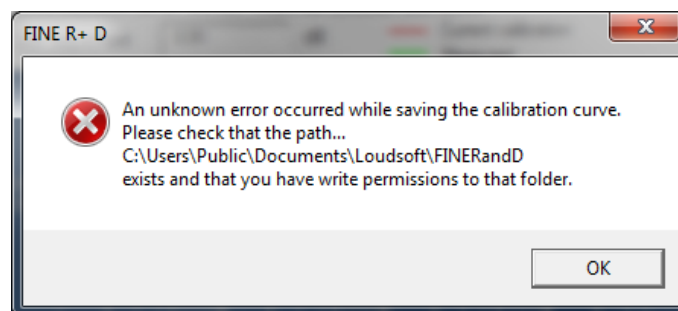 FINE R+ D
An unknown error occurred while saving the calibration curve.
Please check that the path...
C:\Users\Public\Documents\Loudsoft\FINERandD
exists and that you have write permissions to that folder.
OK